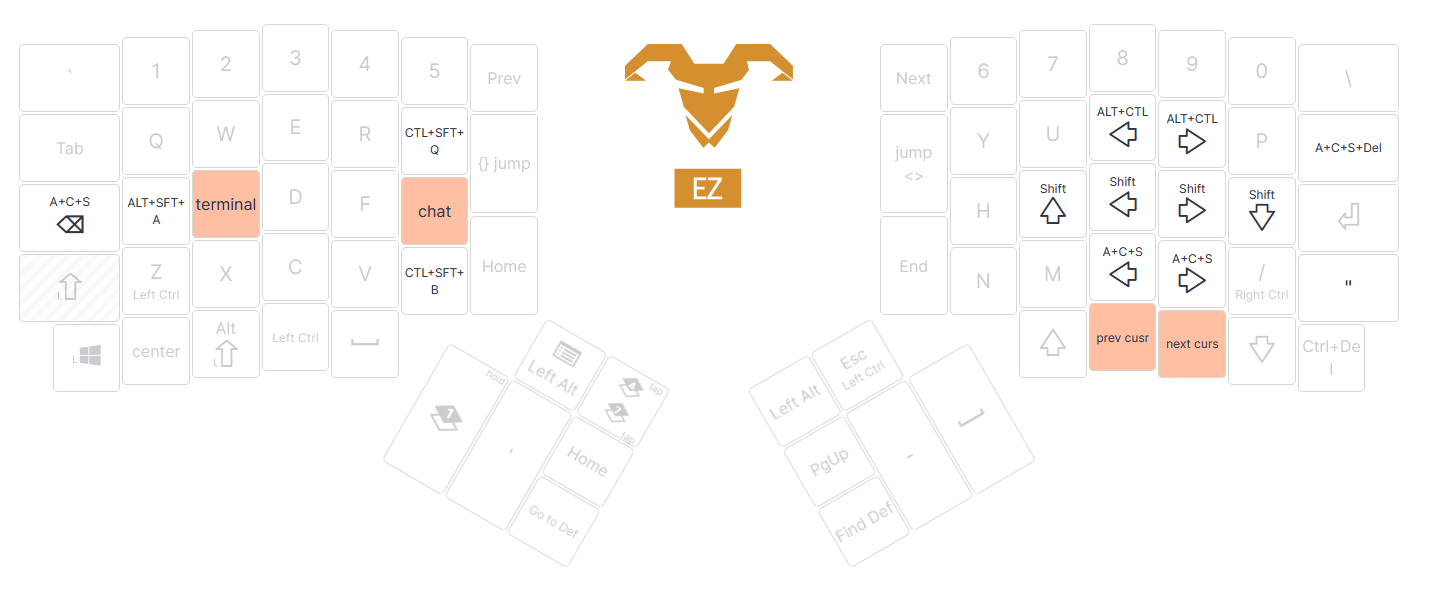 `
1
2
3
4
5
Prev
Next
6
7
8
9
0
\
Tab
Q
W
E
R
CTL+SFT+
Q
{} jump
jump
<>
Y
U
ALT+CTL
ALT+CTL
P
A+C+S+Del
A+C+S
ALT+SFT+
A
terminal
D
F
chat
H
Shift
Shift
Shift
Shift
L
Z
Left Ctrl
X
C
V
CTL+SFT+
B
Home
End
N
M
A+C+S
A+C+S
/
Right Ctrl
"
L
center
Alt
L
Left Ctrl
prev cusr
next curs
Ctrl+De
l
EZ
hold
1
Left Alt
tap
tap
'
Home
Go to Def
Left Alt
Esc
Left Ctrl
PgUp
-
Find Def